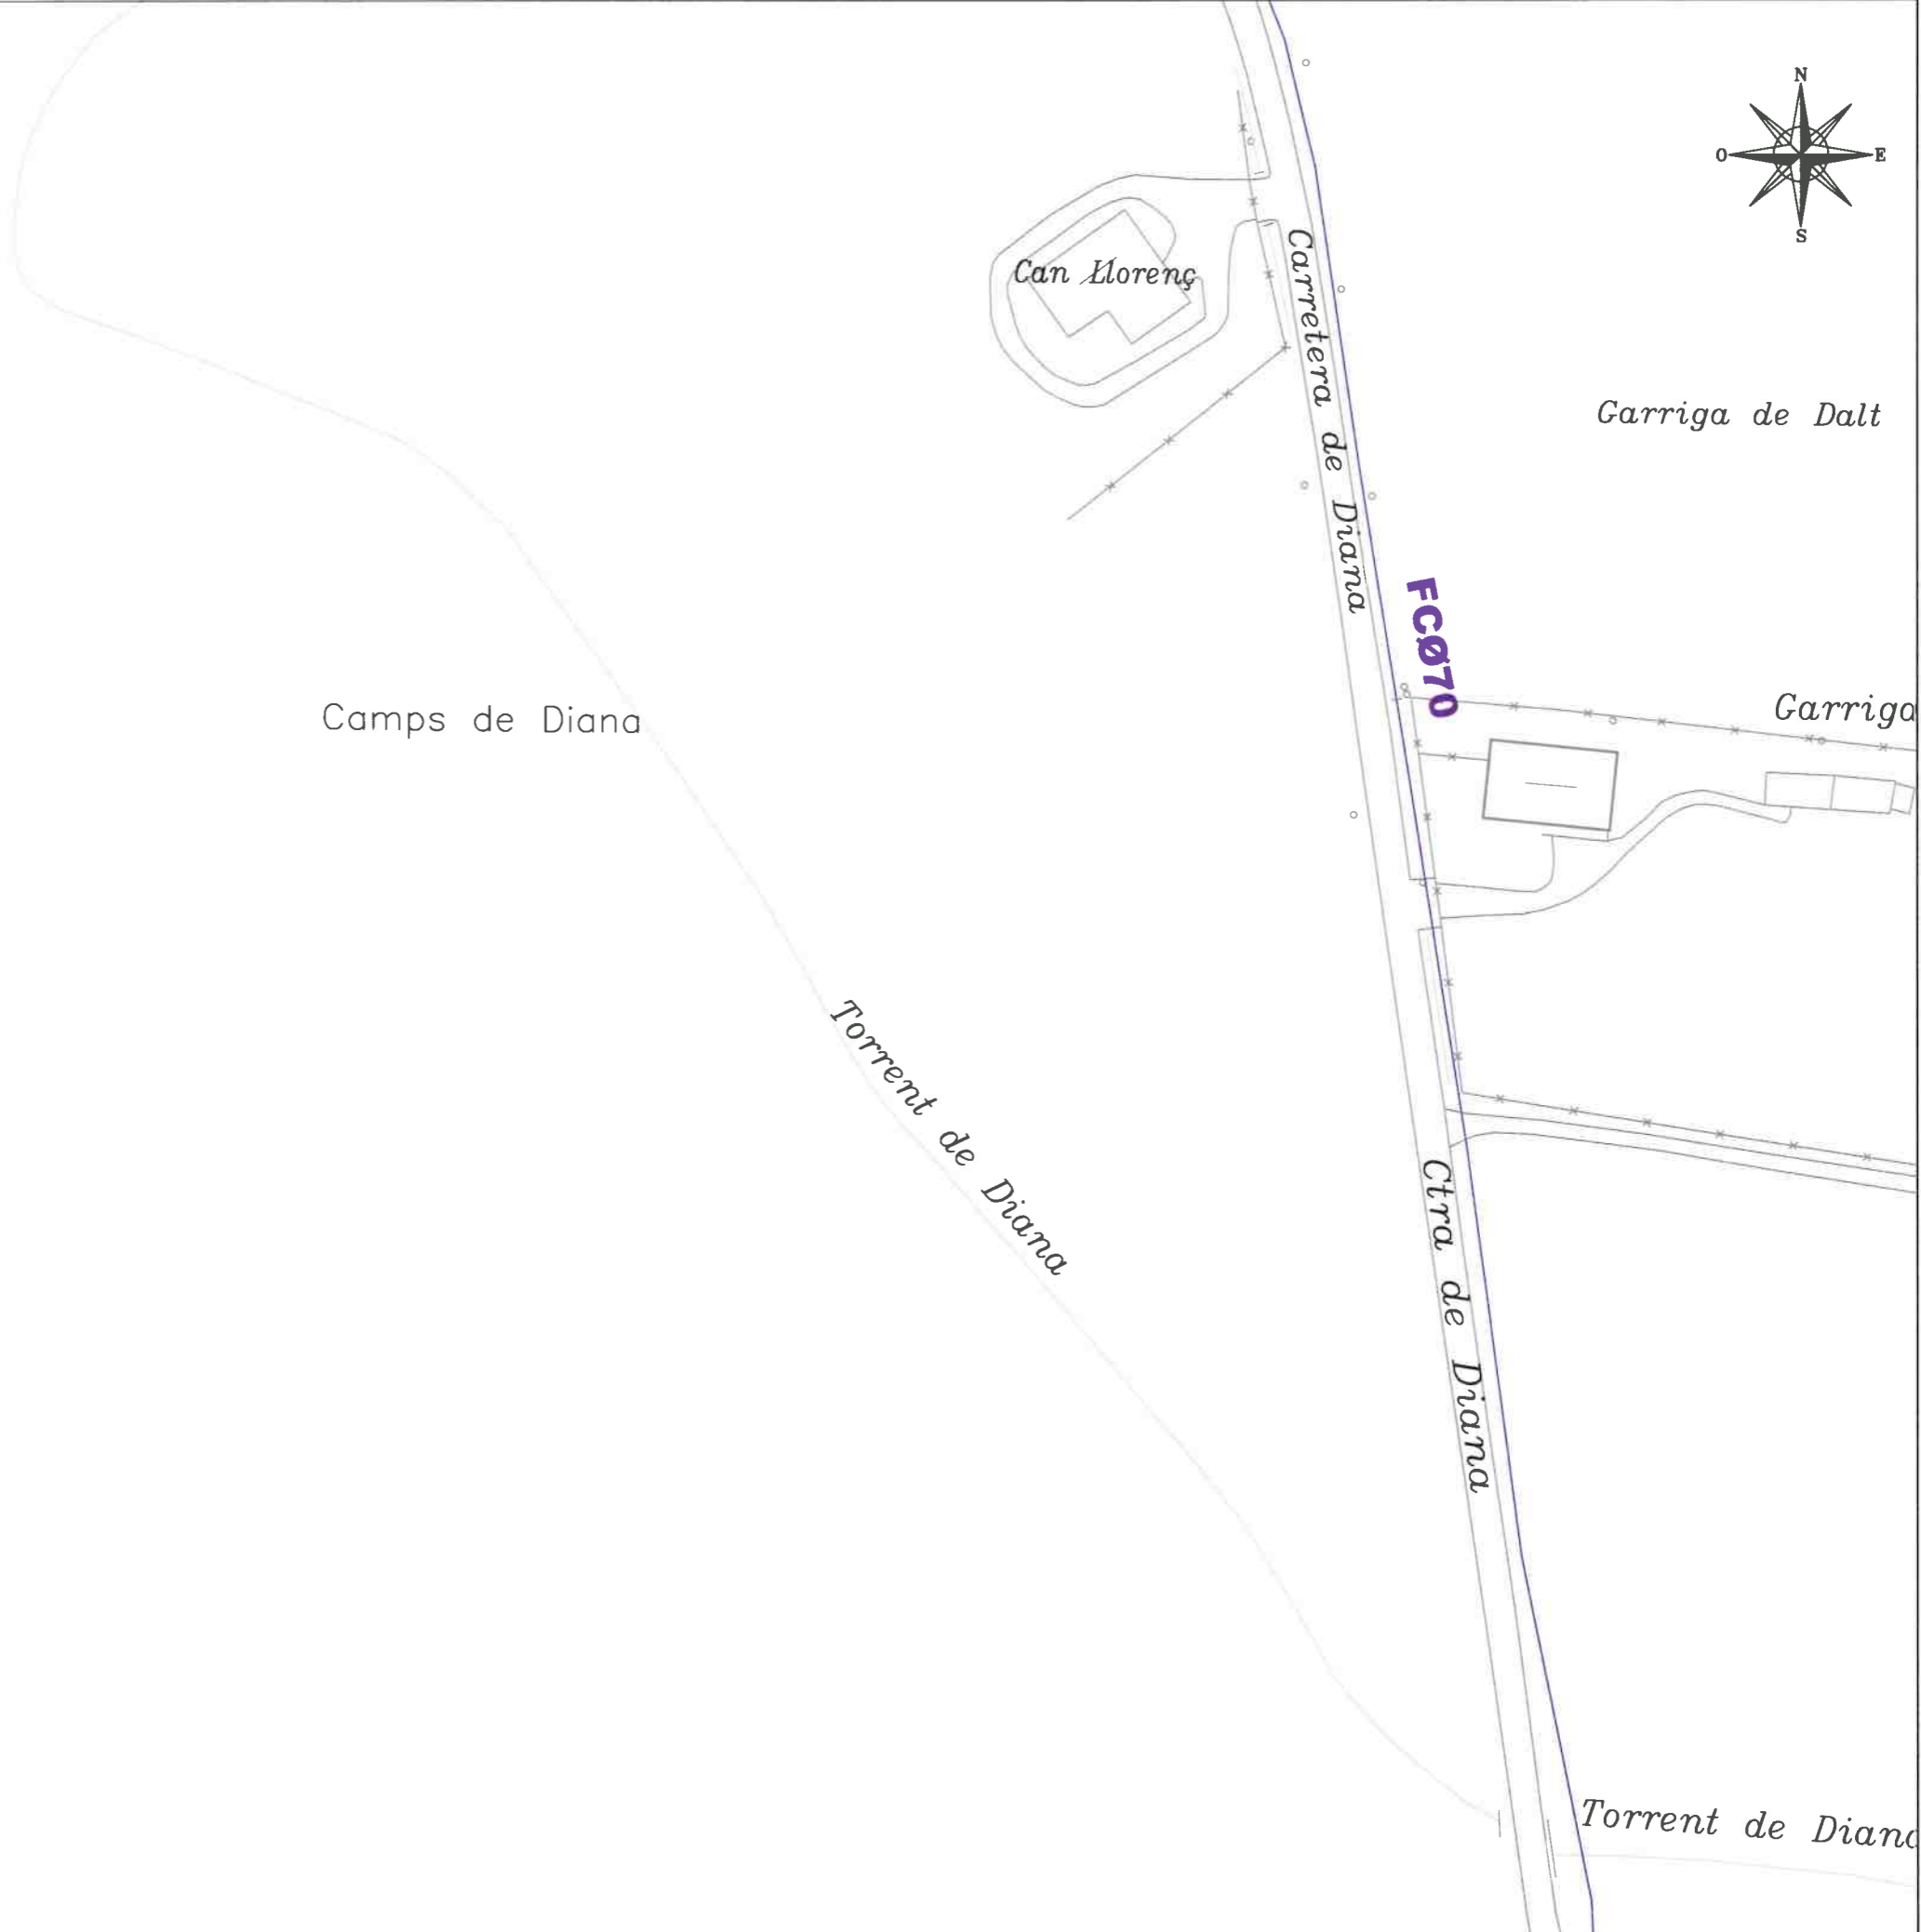 N
O
E
S
Can Llorenç
Carretera de Diana
Garriga de Dalt
FCØ70
Garriga
Camps de Diana
Torrent de Diana
Ctra de Diana
Torrent de Diana